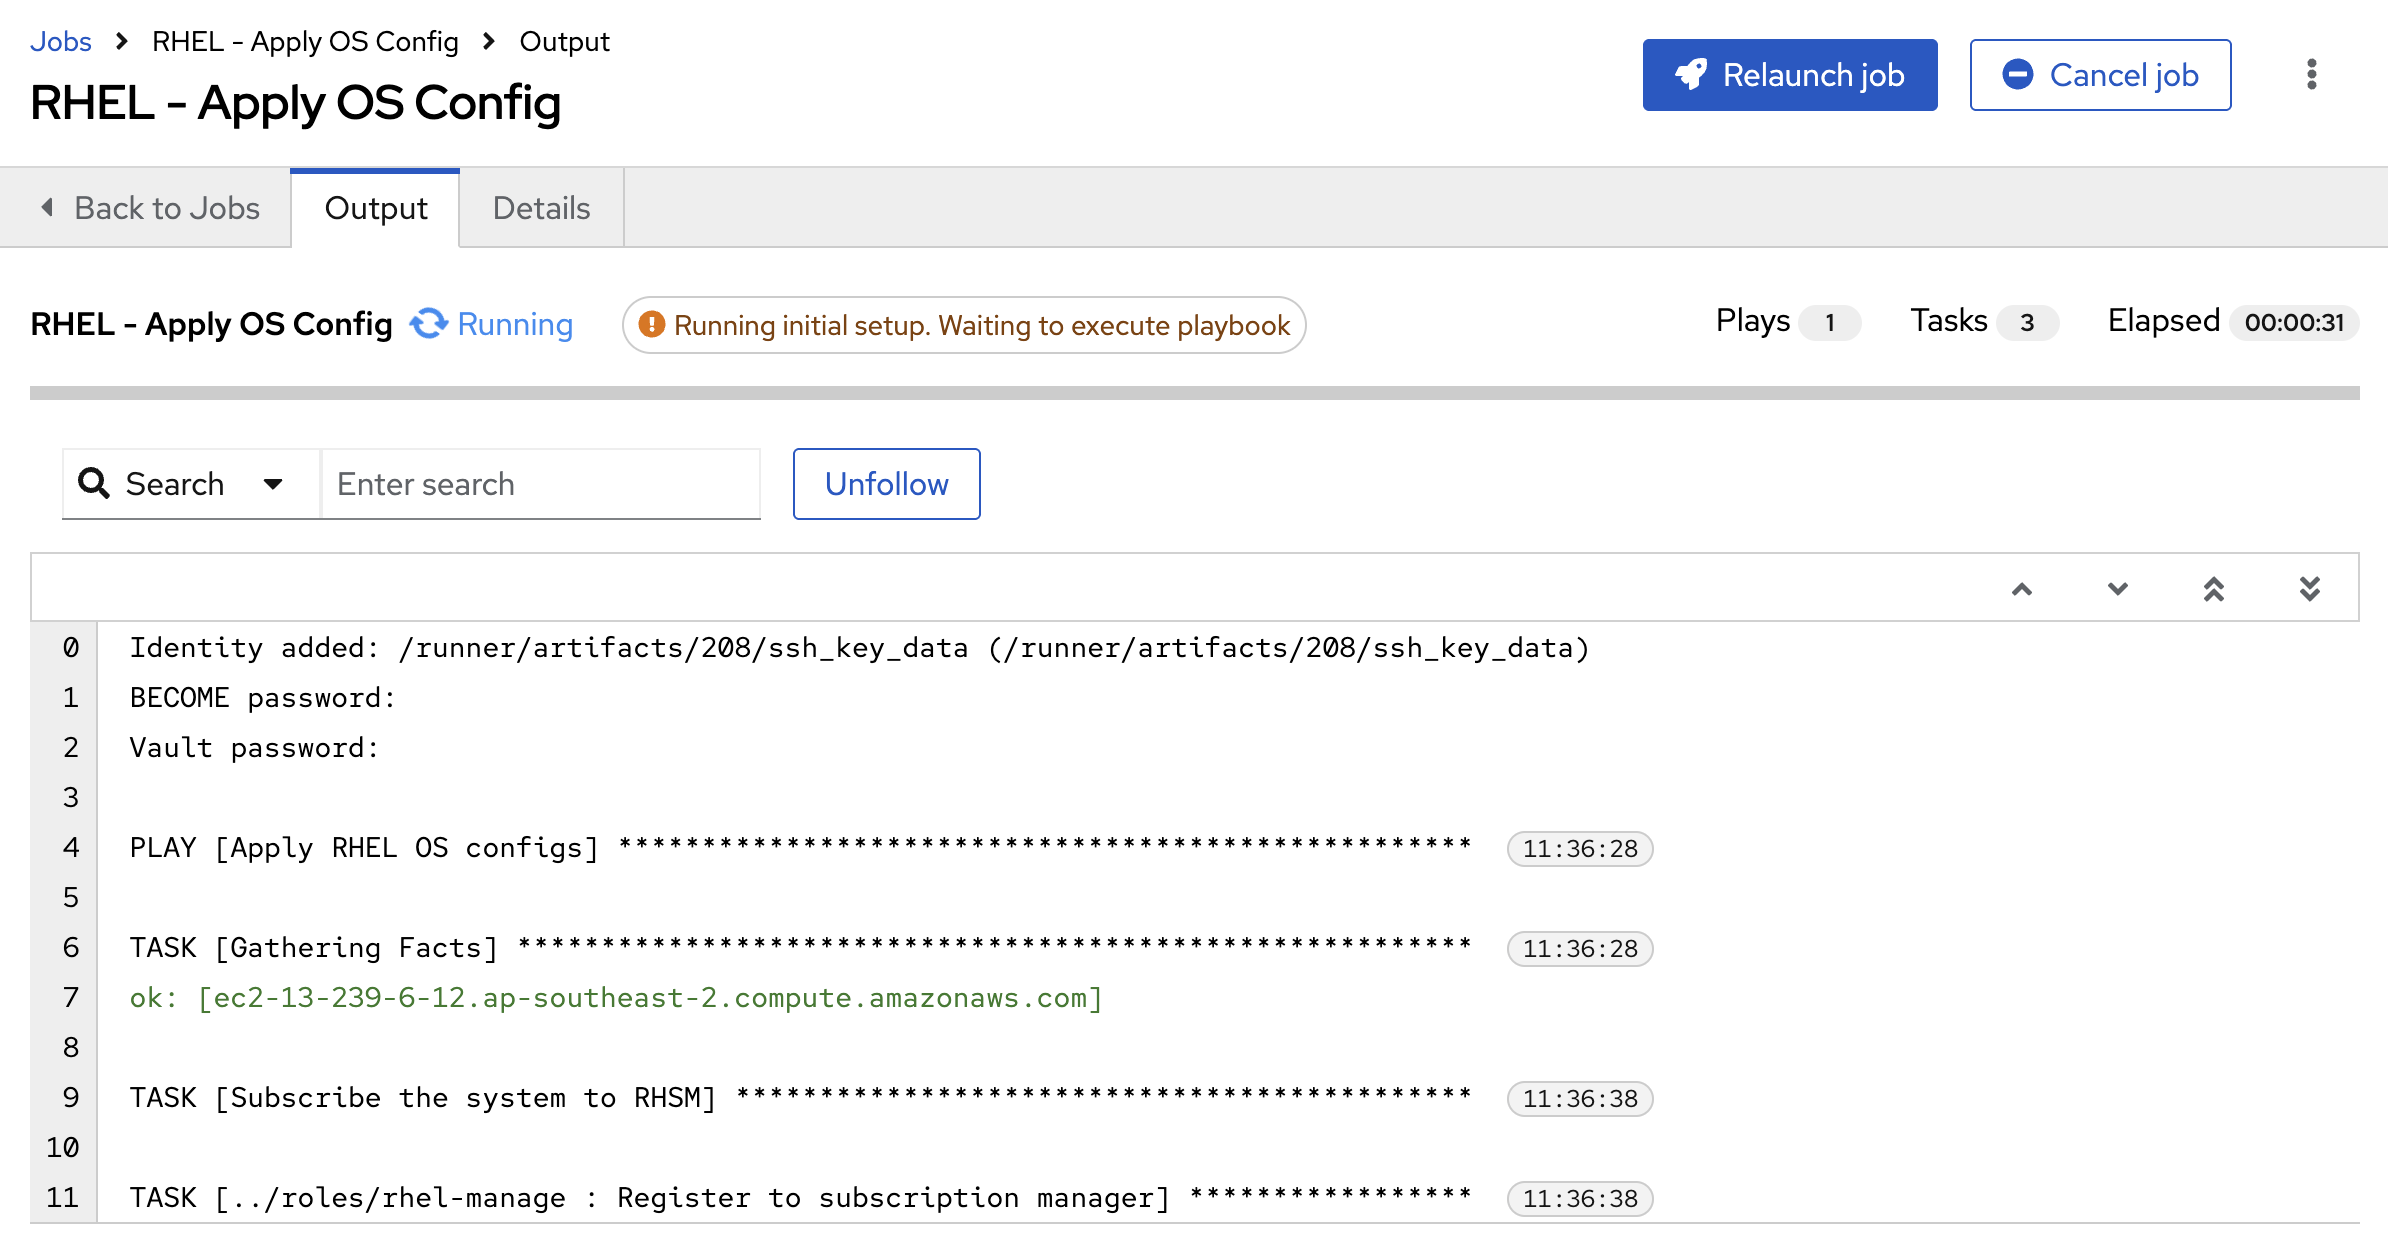 Jobs > RHEL - Apply OS Config > Output
RHEL - Apply OS Config
Relaunch job
Cancel job
Back to Jobs
Output
Details
RHEL - Apply OS Config
Running
Running initial setup. Waiting to execute playbook
Plays 1
Tasks 3
Elapsed 00:00:31
Search
Enter search
Unfollow
0 Identity added: /runner/artifacts/208/ssh_key_data (/runner/artifacts/208/ssh_key_data)
1 BECOME password:
2 Vault password:
3
4 PLAY [Apply RHEL OS configs] *************************************************** 11:36:28
5
6 TASK [Gathering Facts] ********************************************************* 11:36:28
7 ok: [ec2-13-239-6-12.ap-southeast-2.compute.amazonaws.com]
8
9 TASK [Subscribe the system to RHSM] ******************************************** 11:36:38
10
11 TASK [../roles/rhel-manage : Register to subscription manager] ***************** 11:36:38